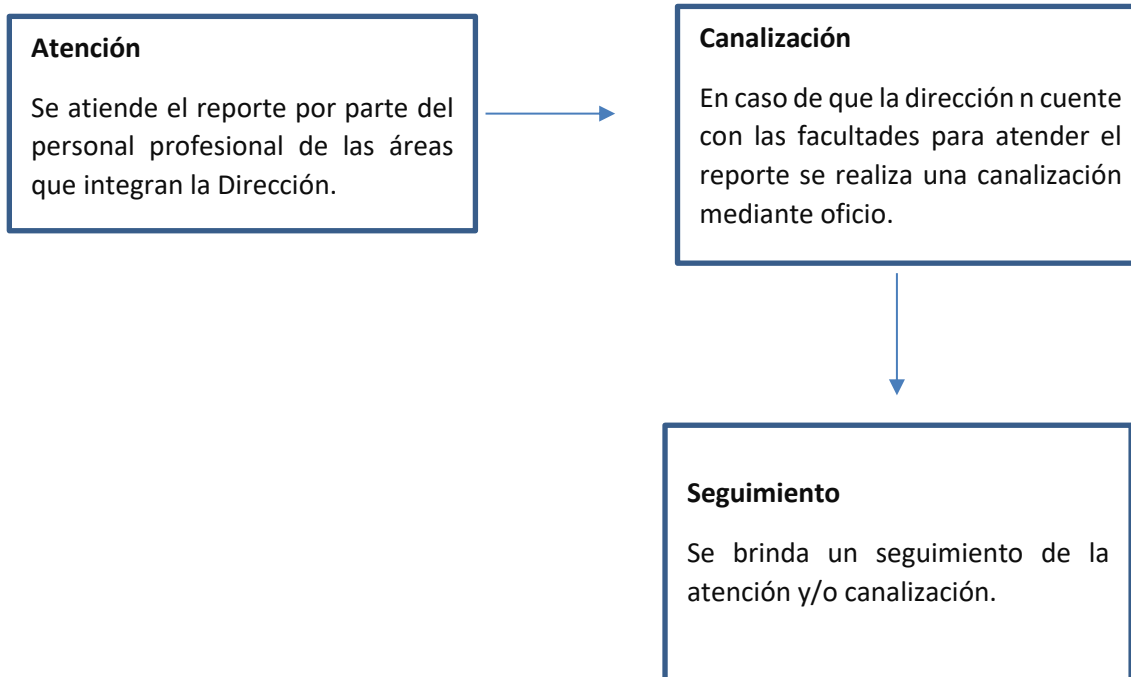 Atención
Se atiende el reporte por parte del
personal profesional de las áreas
que integran la Dirección.
Canalización
En caso de que la dirección n cuente
con las facultades para atender el
reporte se realiza una canalización
mediante oficio.
Seguimiento
Se brinda un seguimiento de la
atención y/o canalización.